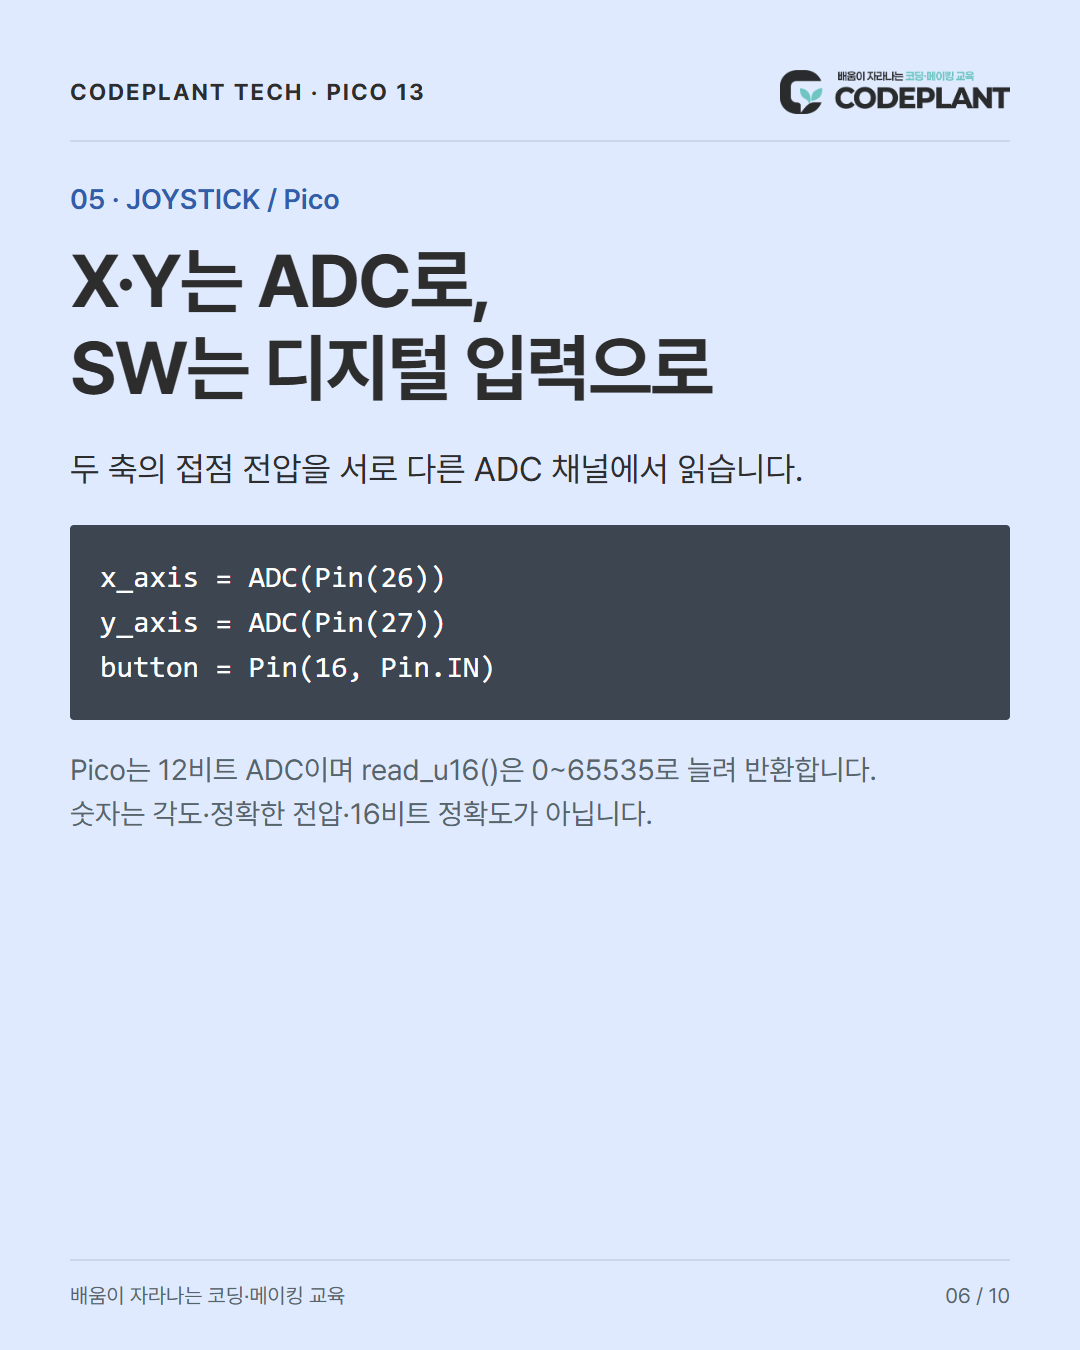 CODEPLANT TECH · PICO 13
배움이 자라나는 코딩·메이킹 교육
CODEPLANT
05 · JOYSTICK / Pico
X·Y는 ADC로,
SW는 디지털 입력으로
두 축의 접점 전압을 서로 다른 ADC 채널에서 읽습니다.
x_axis = ADC(Pin(26))
y_axis = ADC(Pin(27))
button = Pin(16, Pin.IN)
Pico는 12비트 ADC이며 read_u16()은 0~65535로 늘려 반환합니다.
숫자는 각도·정확한 전압·16비트 정확도가 아닙니다.
배움이 자라나는 코딩·메이킹 교육
06 / 10